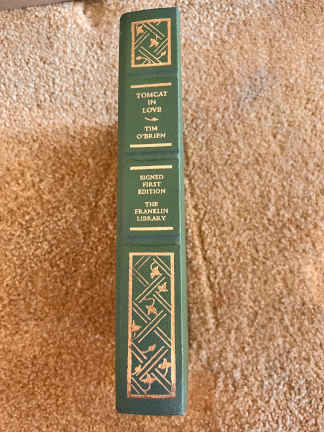 TOMCAT
IN
LOVE
TIM
O'BRIEN
SIGNED
FIRST
EDITION
THE
FRANKLIN
LIBRARY